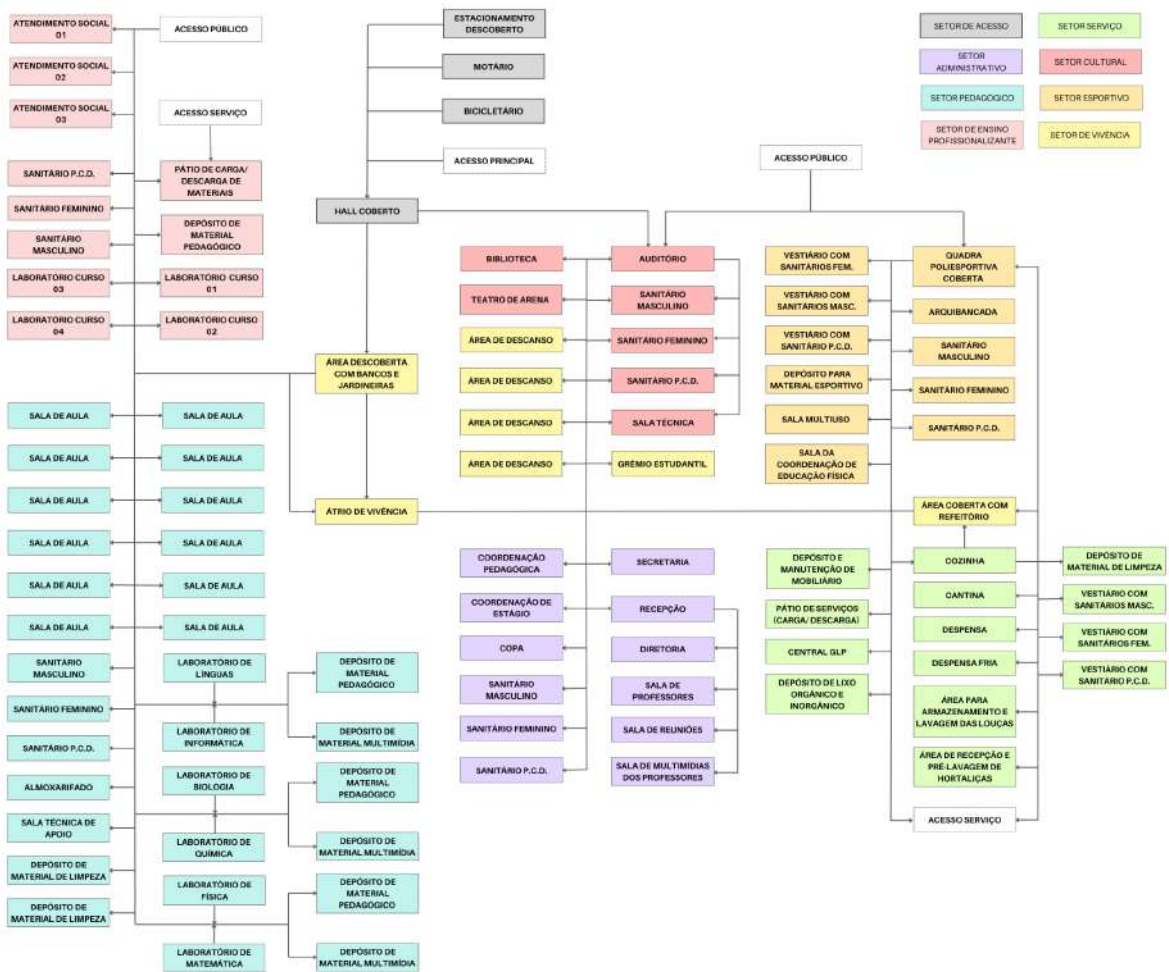 ATENDIMENTO SOCIAL
01
ATENDIMENTO SOCIAL
02
ATENDIMENTO SOCIAL
03
ACESSO PÚBLICO
ACESSO SERVIÇO
SANITÁRIO P.C.D.
SANITÁRIO FEMININO
SANITÁRIO
MASCULINO
LABORATÓRIO CURSO
03
LABORATÓRIO CURSO
04
PÁTIO DE CARGA/
DESCARGA DE
MATERIAIS
DEPÓSITO DE
MATERIAL
PEDAGÓGICO
LABORATÓRIO CURSO
01
LABORATÓRIO CURSO
02
ESTACIONAMENTO
DESCOBERTO
MOTÁRIO
BICICLETÁRIO
ACESSO PRINCIPAL
HALL COBERTO
ÁREA DESCOBERTA
COM BANCOS E
JARDINEIRAS
ÁTRIO DE VIVÊNCIA
SETOR DE ACESSO
SETOR SERVIÇO
SETOR
ADMINISTRATIVO
SETOR CULTURAL
SETOR PEDAGÓGICO
SETOR ESPORTIVO
SETOR DE ENSINO
PROFISSIONALIZANTE
SETOR DE VIVÊNCIA
ACESSO PÚBLICO
BIBLIOTECA
AUDITÓRIO
TEATRO DE ARENA
SANITÁRIO
MASCULINO
ÁREA DE DESCANSO
SANITÁRIO FEMININO
ÁREA DE DESCANSO
SANITÁRIO P.C.D.
ÁREA DE DESCANSO
SALA TÉCNICA
ÁREA DE DESCANSO
GRÊMIO ESTUDANTIL
VESTIÁRIO COM
SANITÁRIOS FEM.
VESTIÁRIO COM
SANITÁRIOS MASC.
VESTIÁRIO COM
SANITÁRIO P.C.D.
DEPÓSITO PARA
MATERIAL ESPORTIVO
SALA MULTIUSO
SALA DA
COORDENAÇÃO DE
EDUCAÇÃO FÍSICA
QUADRA
POLIESPORTIVA
COBERTA
ARQUIBANCADA
SANITÁRIO
MASCULINO
SANITÁRIO FEMININO
SANITÁRIO P.C.D.
ÁREA COBERTA COM
REFEITÓRIO
SALA DE AULA
SALA DE AULA
SALA DE AULA
SALA DE AULA
SALA DE AULA
SALA DE AULA
SALA DE AULA
SALA DE AULA
SALA DE AULA
SALA DE AULA
SALA DE AULA
SALA DE AULA
SANITÁRIO
MASCULINO
SANITÁRIO FEMININO
SANITÁRIO P.C.D.
ALMOXARIFADO
SALA TÉCNICA DE
APOIO
DEPÓSITO DE
MATERIAL DE LIMPEZA
DEPÓSITO DE
MATERIAL DE LIMPEZA
LABORATÓRIO DE
LÍNGUAS
LABORATÓRIO DE
INFORMÁTICA
LABORATÓRIO DE
BIOLOGIA
LABORATÓRIO DE
QUÍMICA
LABORATÓRIO DE
FÍSICA
LABORATÓRIO DE
MATEMÁTICA
DEPÓSITO DE
MATERIAL
PEDAGÓGICO
DEPÓSITO DE
MATERIAL MULTIMÍDIA
DEPÓSITO DE
MATERIAL
PEDAGÓGICO
DEPÓSITO DE
MATERIAL MULTIMÍDIA
DEPÓSITO DE
MATERIAL
PEDAGÓGICO
DEPÓSITO DE
MATERIAL MULTIMÍDIA
COORDENAÇÃO
PEDAGÓGICA
COORDENAÇÃO DE
ESTÁGIO
COPA
SANITÁRIO
MASCULINO
SANITÁRIO FEMININO
SANITÁRIO P.C.D.
SECRETARIA
RECEPÇÃO
DIRETORIA
SALA DE
PROFESSORES
SALA DE REUNIÕES
SALA DE MULTIMÍDIAS
DOS PROFESSORES
DEPÓSITO E
MANUTENÇÃO DE
MOBILIÁRIO
PÁTIO DE SERVIÇOS
(CARGA/ DESCARGA)
CENTRAL GLP
DEPÓSITO DE LIXO
ORGÂNICO E
INORGÂNICO
COZINHA
CANTINA
DESPENSA
DESPENSA FRIA
ÁREA PARA
ARMAZENAMENTO E
LAVAGEM DAS LOUÇAS
ÁREA DE RECEPÇÃO E
PRÉ-LAVAGEM DE
HORTALIÇAS
ACESSO SERVIÇO
DEPÓSITO DE
MATERIAL DE LIMPEZA
VESTIÁRIO COM
SANITÁRIOS MASC.
VESTIÁRIO COM
SANITÁRIOS FEM.
VESTIÁRIO COM
SANITÁRIO P.C.D.